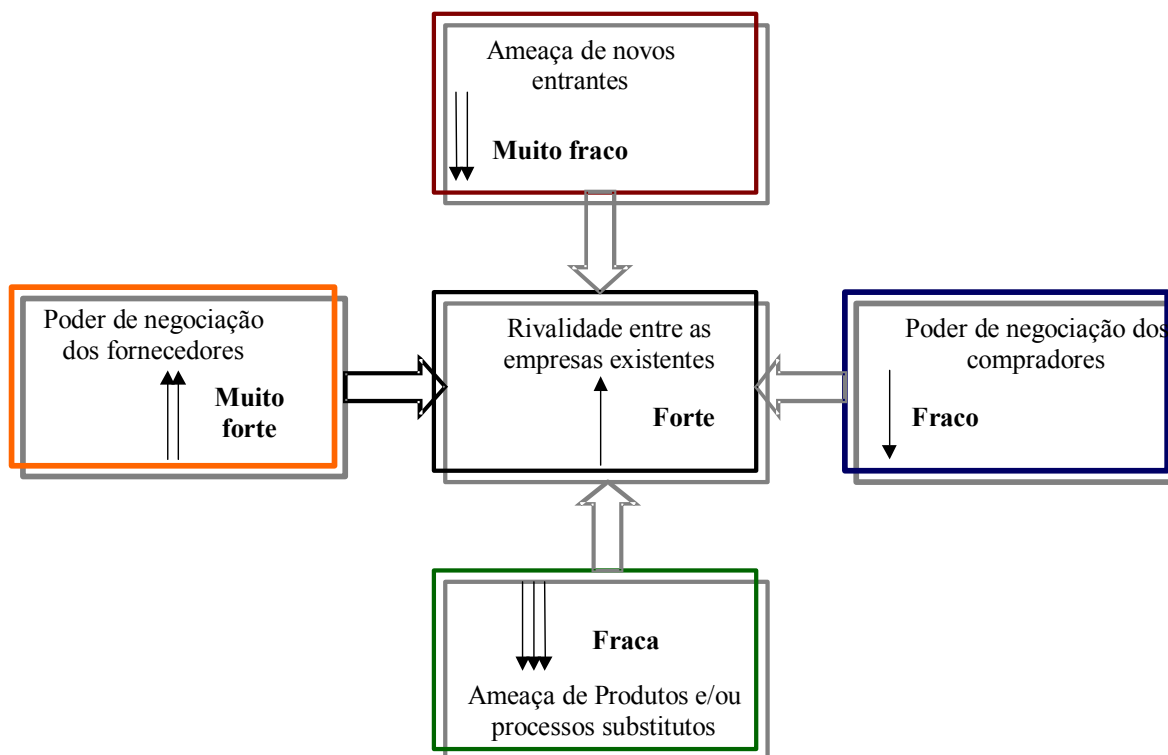 Ameaça de novos
entrantes
Muito fraco
Poder de negociação
dos fornecedores
Muito
forte
Rivalidade entre as
empresas existentes
Forte
Poder de negociação dos
compradores
Fraco
Fraca
Ameaça de Produtos e/ou
processos substitutos